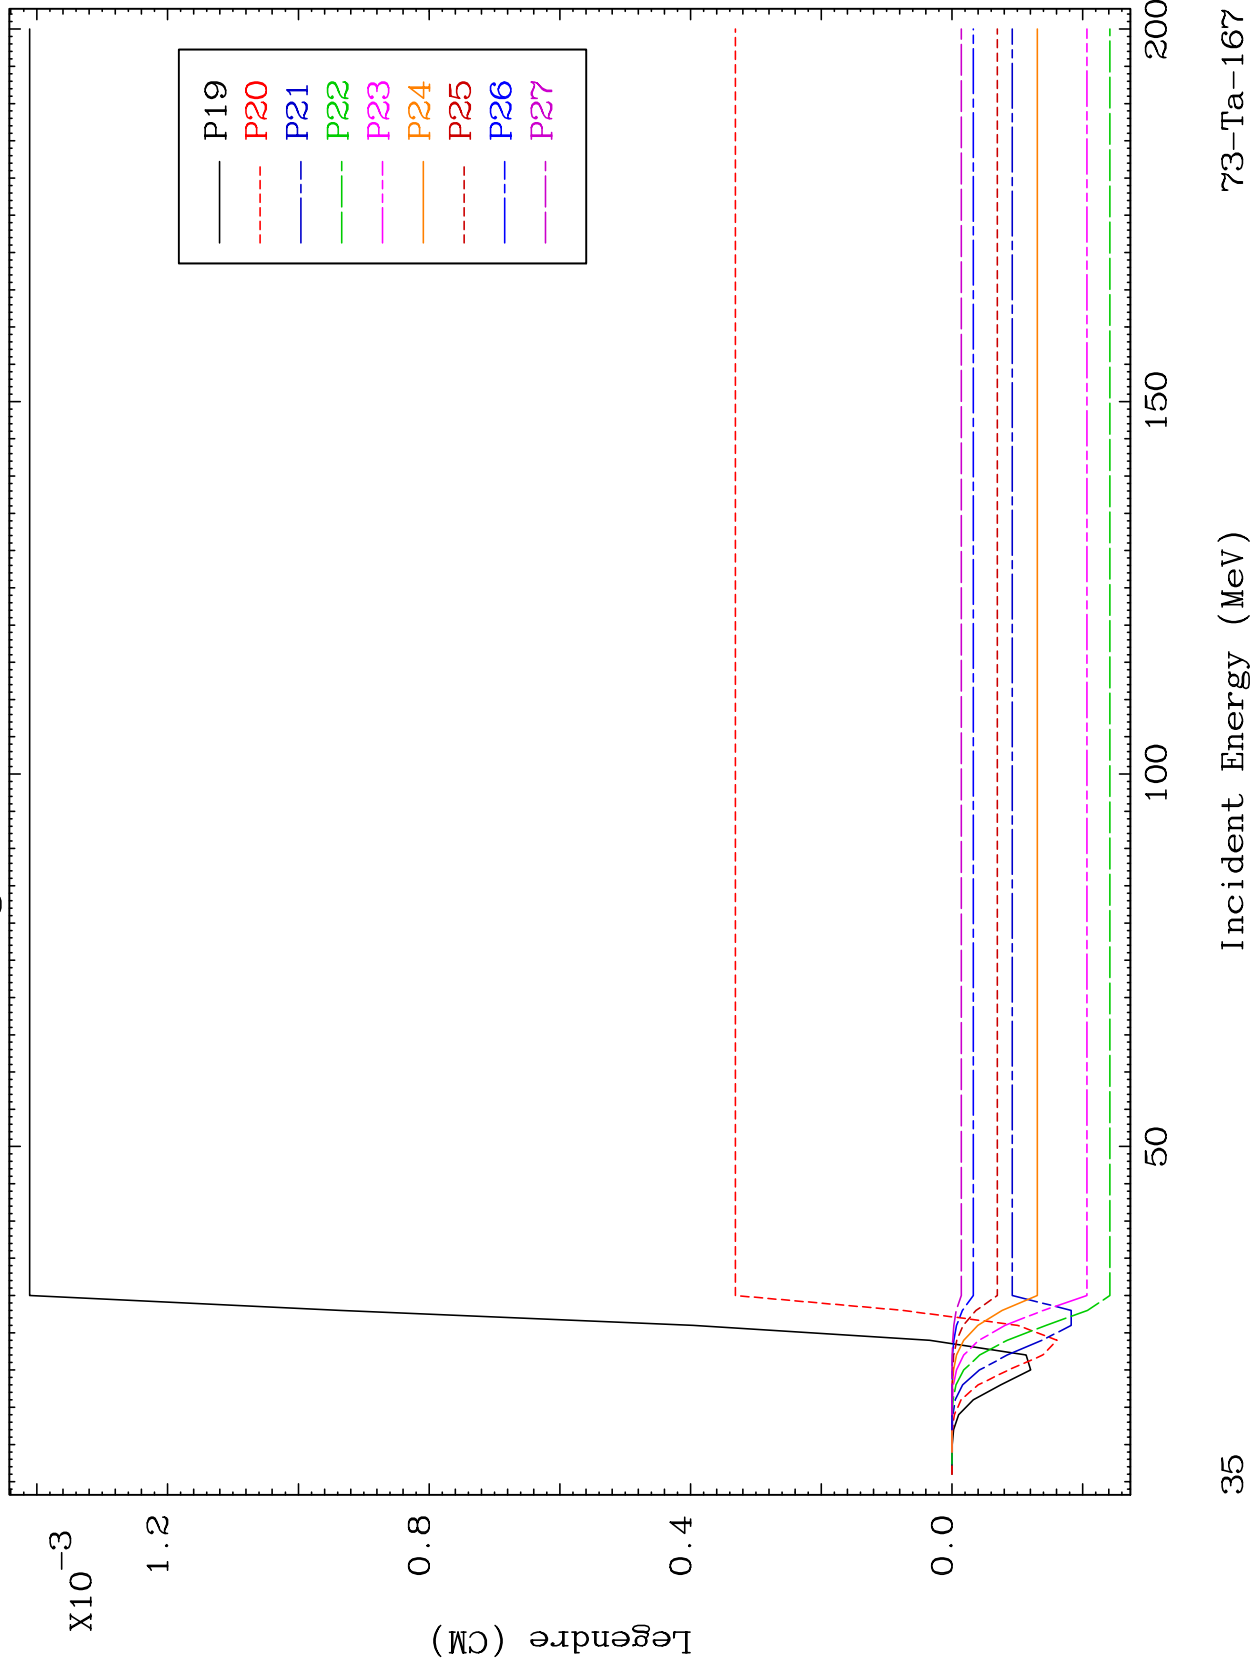 X10-3
1.2
0.8
0.4
0.0
Legendre (CM)
P19
P20
P21
P22
P23
P24
P25
P26
P27
50
100
150
200
Incident Energy (MeV)
35
73-Ta-167